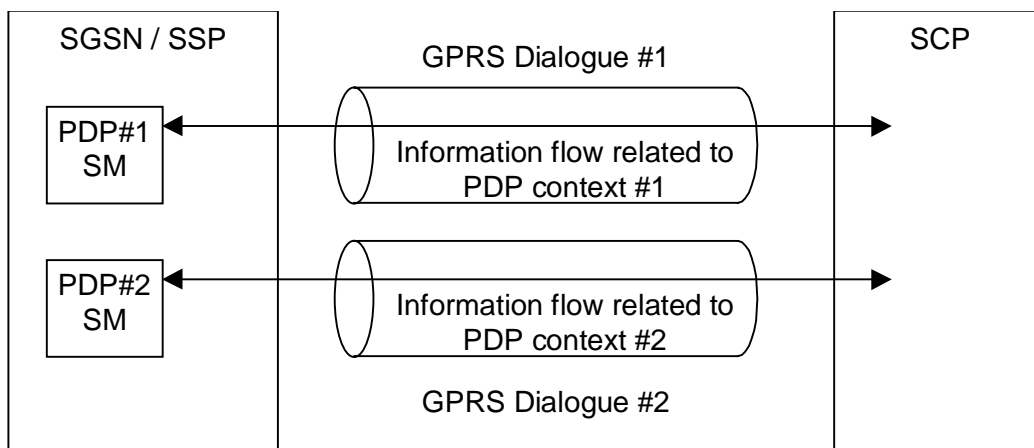 SGSN / SSP
SCP
GPRS Dialogue #1
PDP#1
SM
Information flow related to
PDP context #1
PDP#2
SM
Information flow related to
PDP context #2
GPRS Dialogue #2